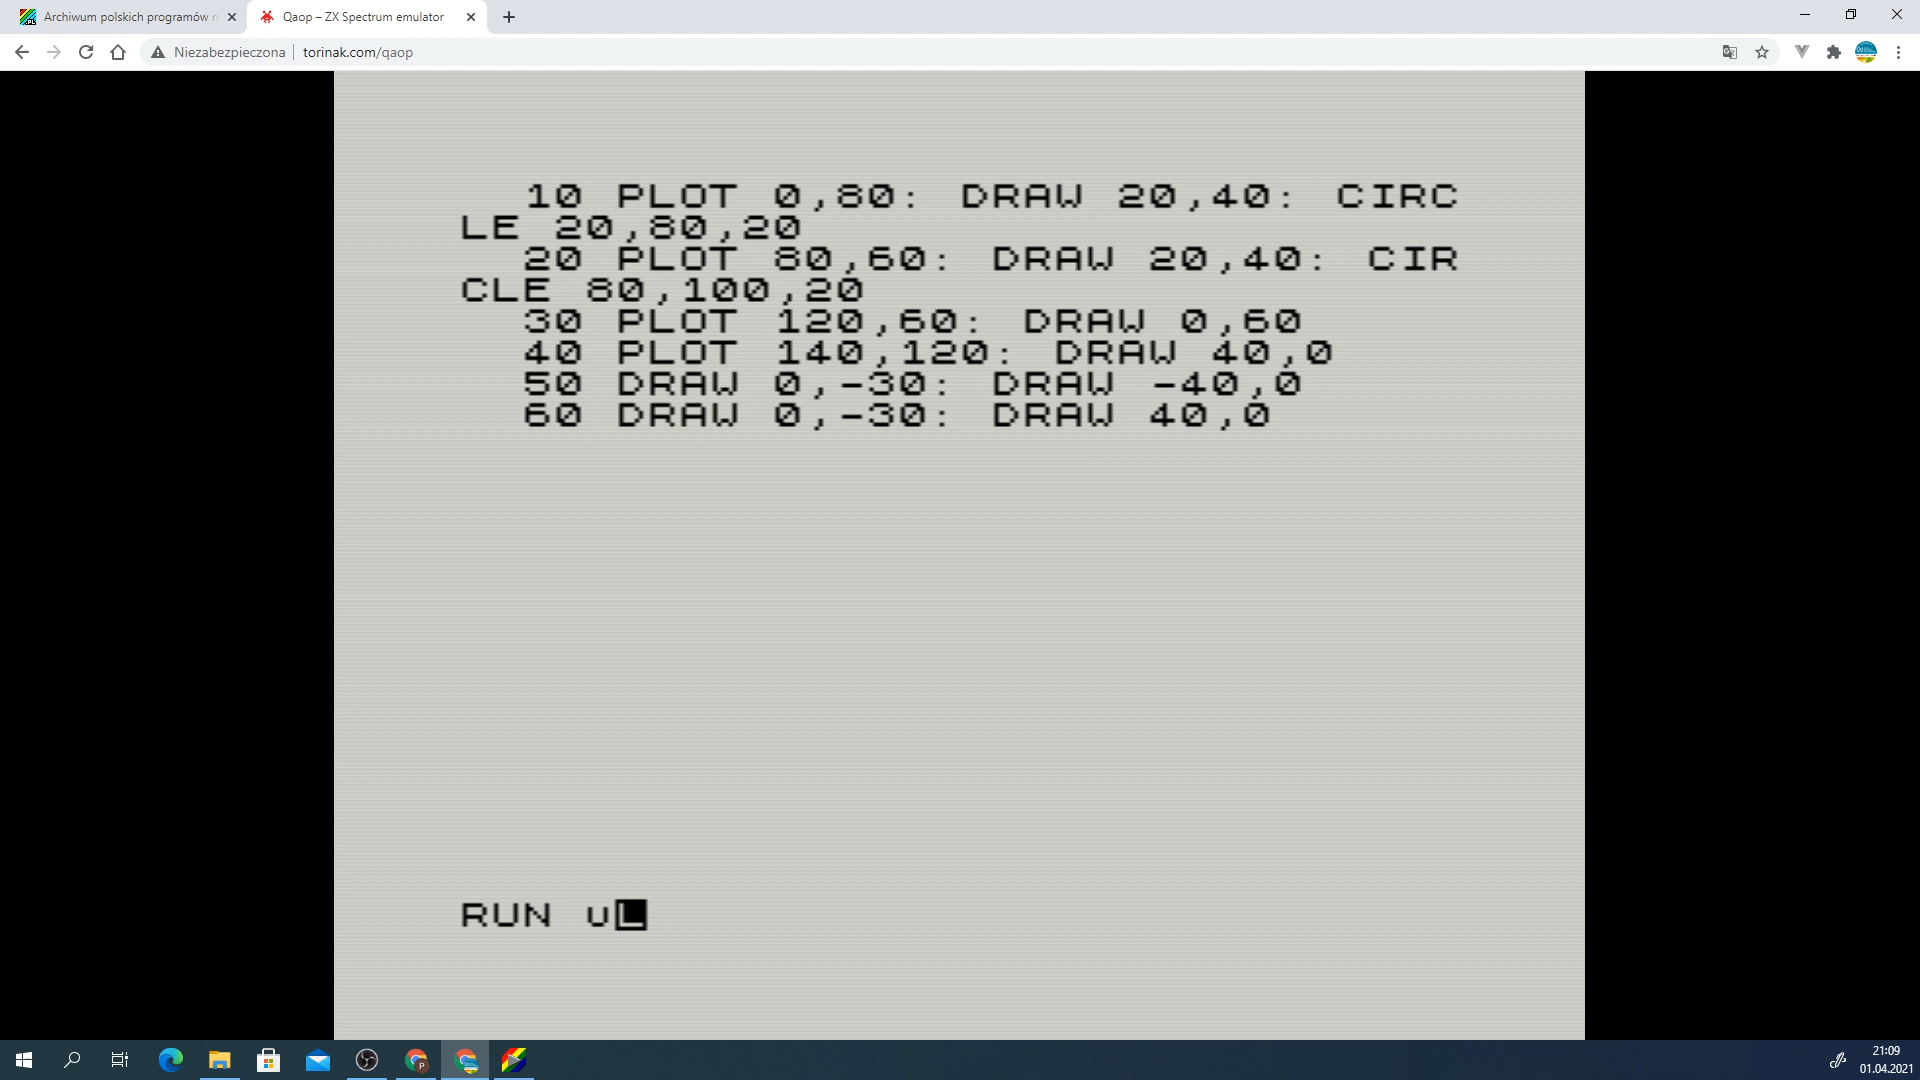 Archiwum polskich programów n
Qaop – ZX Spectrum emulator
Niezabezpieczona
torinak.com/qaop
10 PLOT 0,80: DRAW 20,40: CIRC
LE 20,80,20
20 PLOT 80,60: DRAW 20,40: CIR
CLE 80,100,20
30 PLOT 120,60: DRAW 0,60
40 PLOT 140,120: DRAW 40,0
50 DRAW 0,-30: DRAW -40,0
60 DRAW 0,-30: DRAW 40,0
RUN uL
21:09
01.04.2021